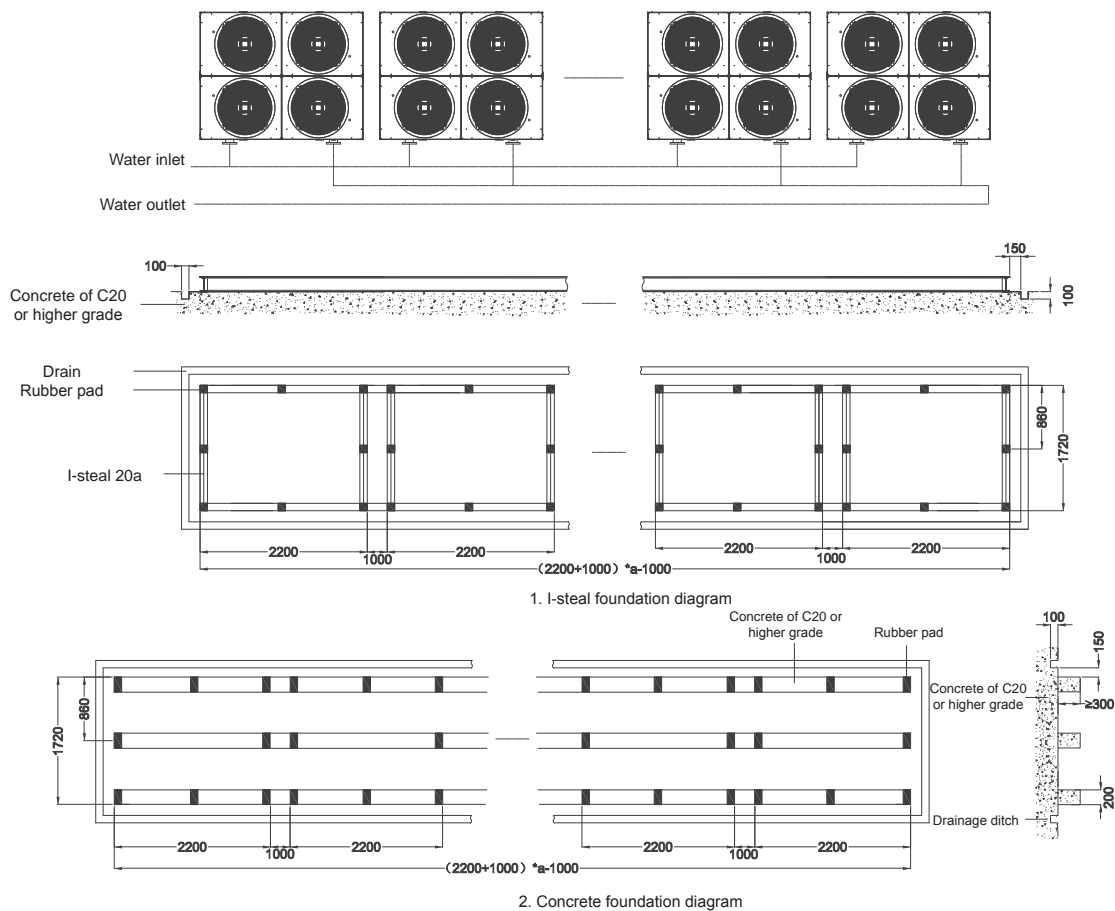 Water inlet
Water outlet
100
150
Concrete of C20
or higher grade
100
Drain
Rubber pad
I-steal 20a
860
1720
2200
1000
2200
2200
1000
2200
（2200+1000）*a-1000
1. I-steal foundation diagram
Concrete of C20 or
higher grade
Rubber pad
100
150
Concrete of C20
or higher grade
≥300
860
1720
200
Drainage ditch
2200
1000
2200
2200
1000
2200
（2200+1000）*a-1000
2. Concrete foundation diagram